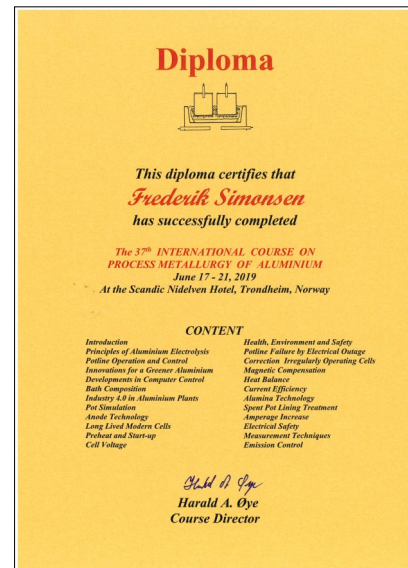 Diploma
This diploma certifies that
Frederik Simonsen
has successfully completed
The 37th INTERNATIONAL COURSE ON
PROCESS METALLURGY OF ALUMINIUM
June 17 - 21, 2019
At the Scandic Nidelven Hotel, Trondheim, Norway
CONTENT
Introduction
Principles of Aluminium Electrolysis
Potline Operation and Control
Innovations for a Greener Aluminium
Developments in Computer Control
Bath Composition
Industry 4.0 in Aluminium Plants
Pot Simulation
Anode Technology
Long Lived Modern Cells
Preheat and Start-up
Cell Voltage
Health, Environment and Safety
Potline Failure by Electrical Outage
Correction Irregularly Operating Cells
Magnetic Compensation
Heat Balance
Current Efficiency
Alumina Technology
Spent Pot Lining Treatment
Amperage Increase
Electrical Safety
Measurement Techniques
Emission Control
Harald A. Øye
Harald A. Øye
Course Director